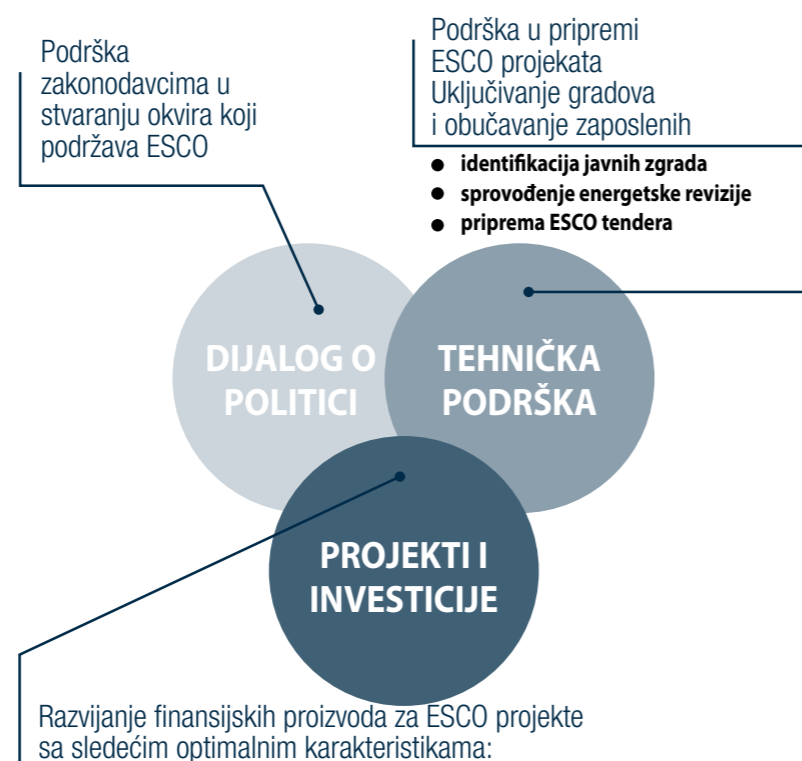 Podrška
zakonodavcima u
stvaranju okvira koji
podržava ESCO
Podrška u pripremi
ESCO projekata
Uključivanje gradova
i obučavanje zaposlenih
● identifikacija javnih zgrada
● sprovođenje energetske revizije
● priprema ESCO tendera
DIJALOG O
POLITICI
TEHNIČKA
PODRŠKA
PROJEKTI I
INVESTICIJE
Razvijanje finansijskih proizvoda za ESCO projekte
sa sledećim optimalnim karakteristikama: